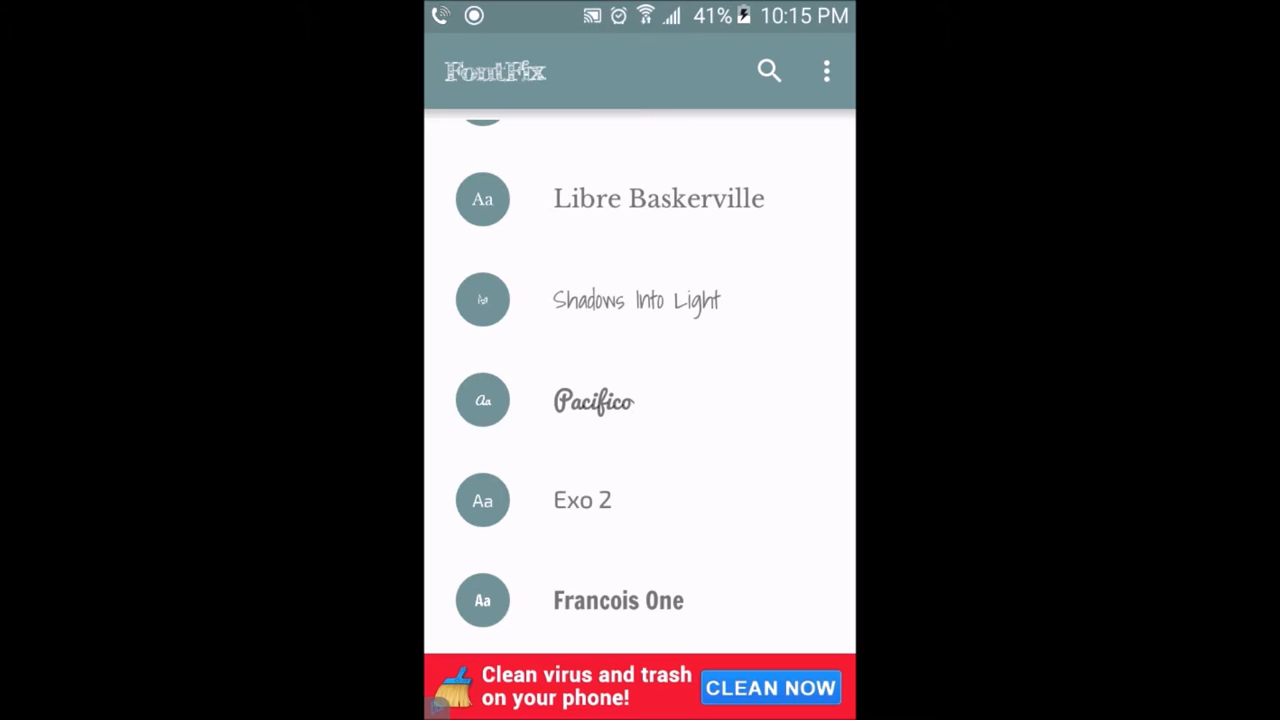 41% 10:15 PM
FontFix
Aa Libre Baskerville
Aa Shadows Into Light
Aa Pacifico
Aa Exo 2
Aa Francois One
Clean virus and trash
on your phone!
CLEAN NOW